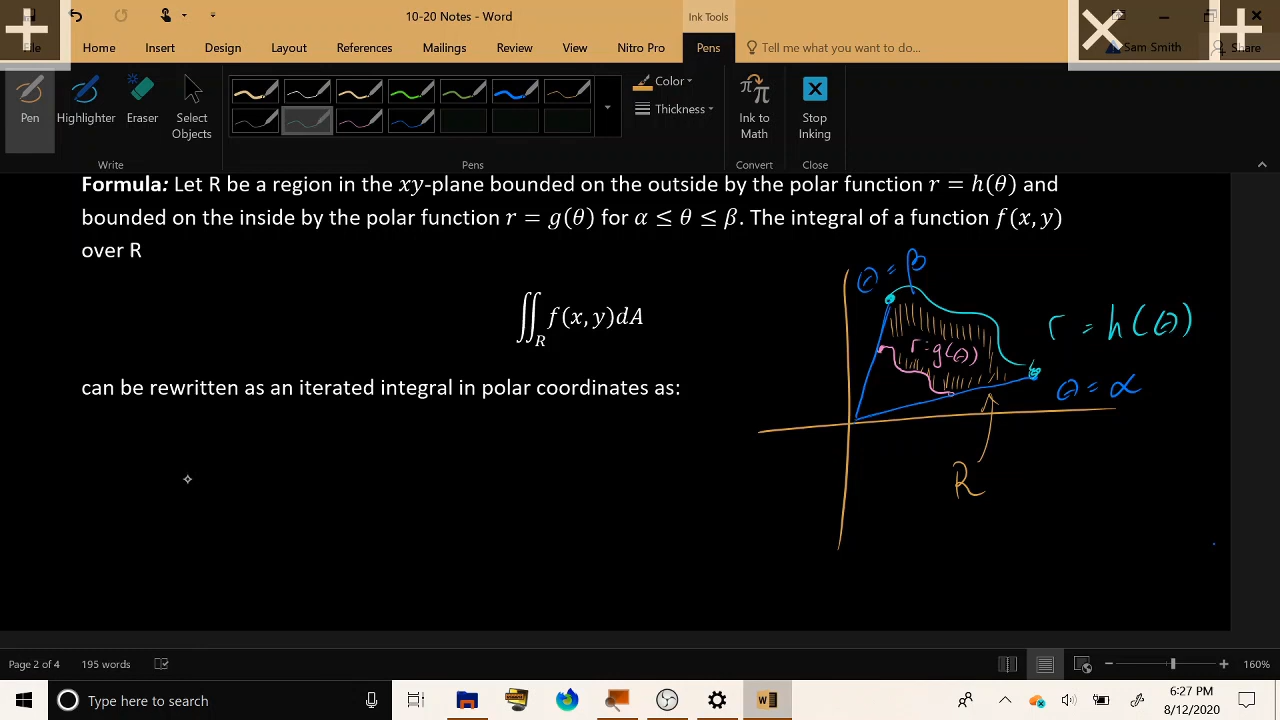 10-20 Notes - Word
Ink Tools
File Home Insert Design Layout References Mailings Review View Nitro Pro Pens Tell me what you want to do... Sam Smith Share
Pen
Highlighter
Eraser
Select Objects
Color
Thickness
Ink to Math
Stop Inking
Write
Pens
Convert
Close
Formula: Let R be a region in the xy-plane bounded on the outside by the polar function r = h(θ) and
bounded on the inside by the polar function r = g(θ) for α ≤ θ ≤ β. The integral of a function f(x, y)
over R
∬_R f(x, y)dA
can be rewritten as an iterated integral in polar coordinates as:
θ = β
r = h(θ)
r = g(θ)
θ = α
R
Page 2 of 4 195 words
160%
Type here to search
6:27 PM
8/12/2020